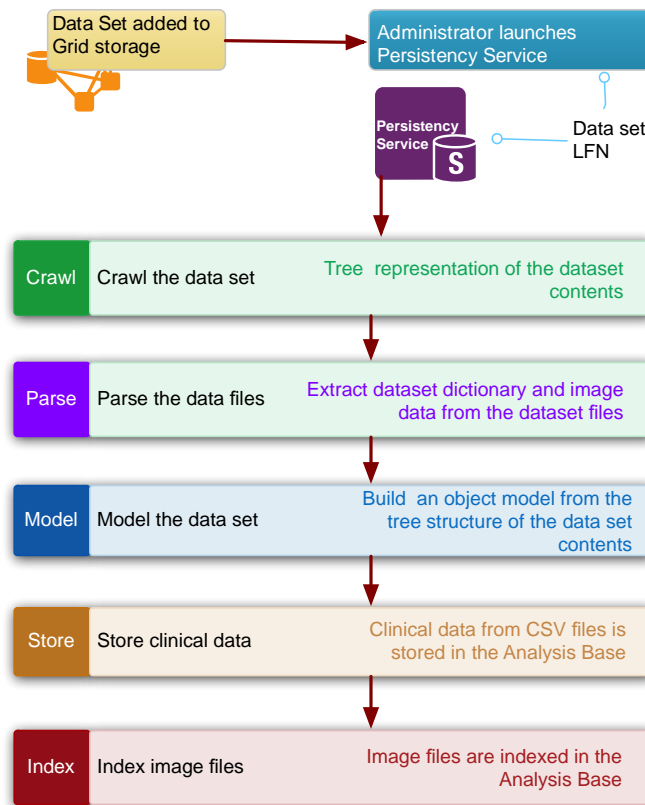 Data Set added to
Grid storage
Administrator launches
Persistency Service
Persistency
Service
S
Data set
LFN
Crawl
Crawl the data set
Tree representation of the dataset
contents
Parse
Parse the data files
Extract dataset dictionary and image
data from the dataset files
Model
Model the data set
Build an object model from the
tree structure of the data set
contents
Store
Store clinical data
Clinical data from CSV files is
stored in the Analysis Base
Index
Index image files
Image files are indexed in the
Analysis Base